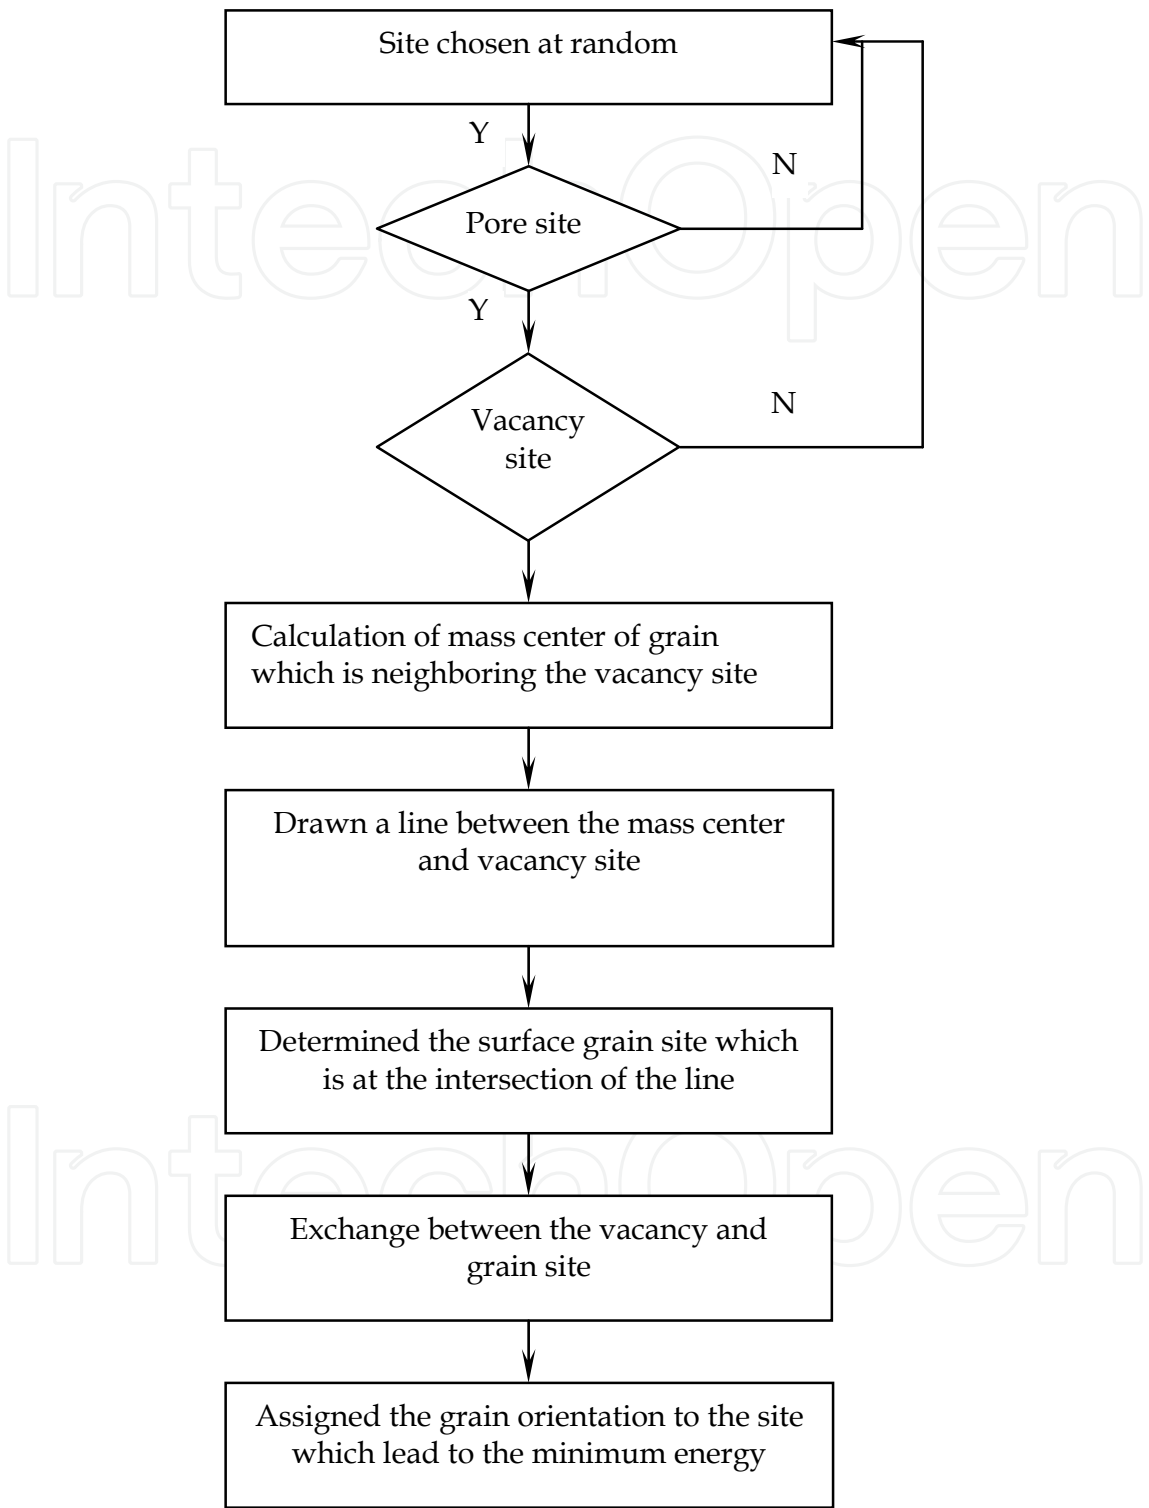 Site chosen at random
Y
N
Pore site
Y
N
Vacancy
site
Calculation of mass center of grain
which is neighboring the vacancy site
Drawn a line between the mass center
and vacancy site
Determined the surface grain site which
is at the intersection of the line
Exchange between the vacancy and
grain site
Assigned the grain orientation to the site
which lead to the minimum energy
IntechOpen
IntechOpen